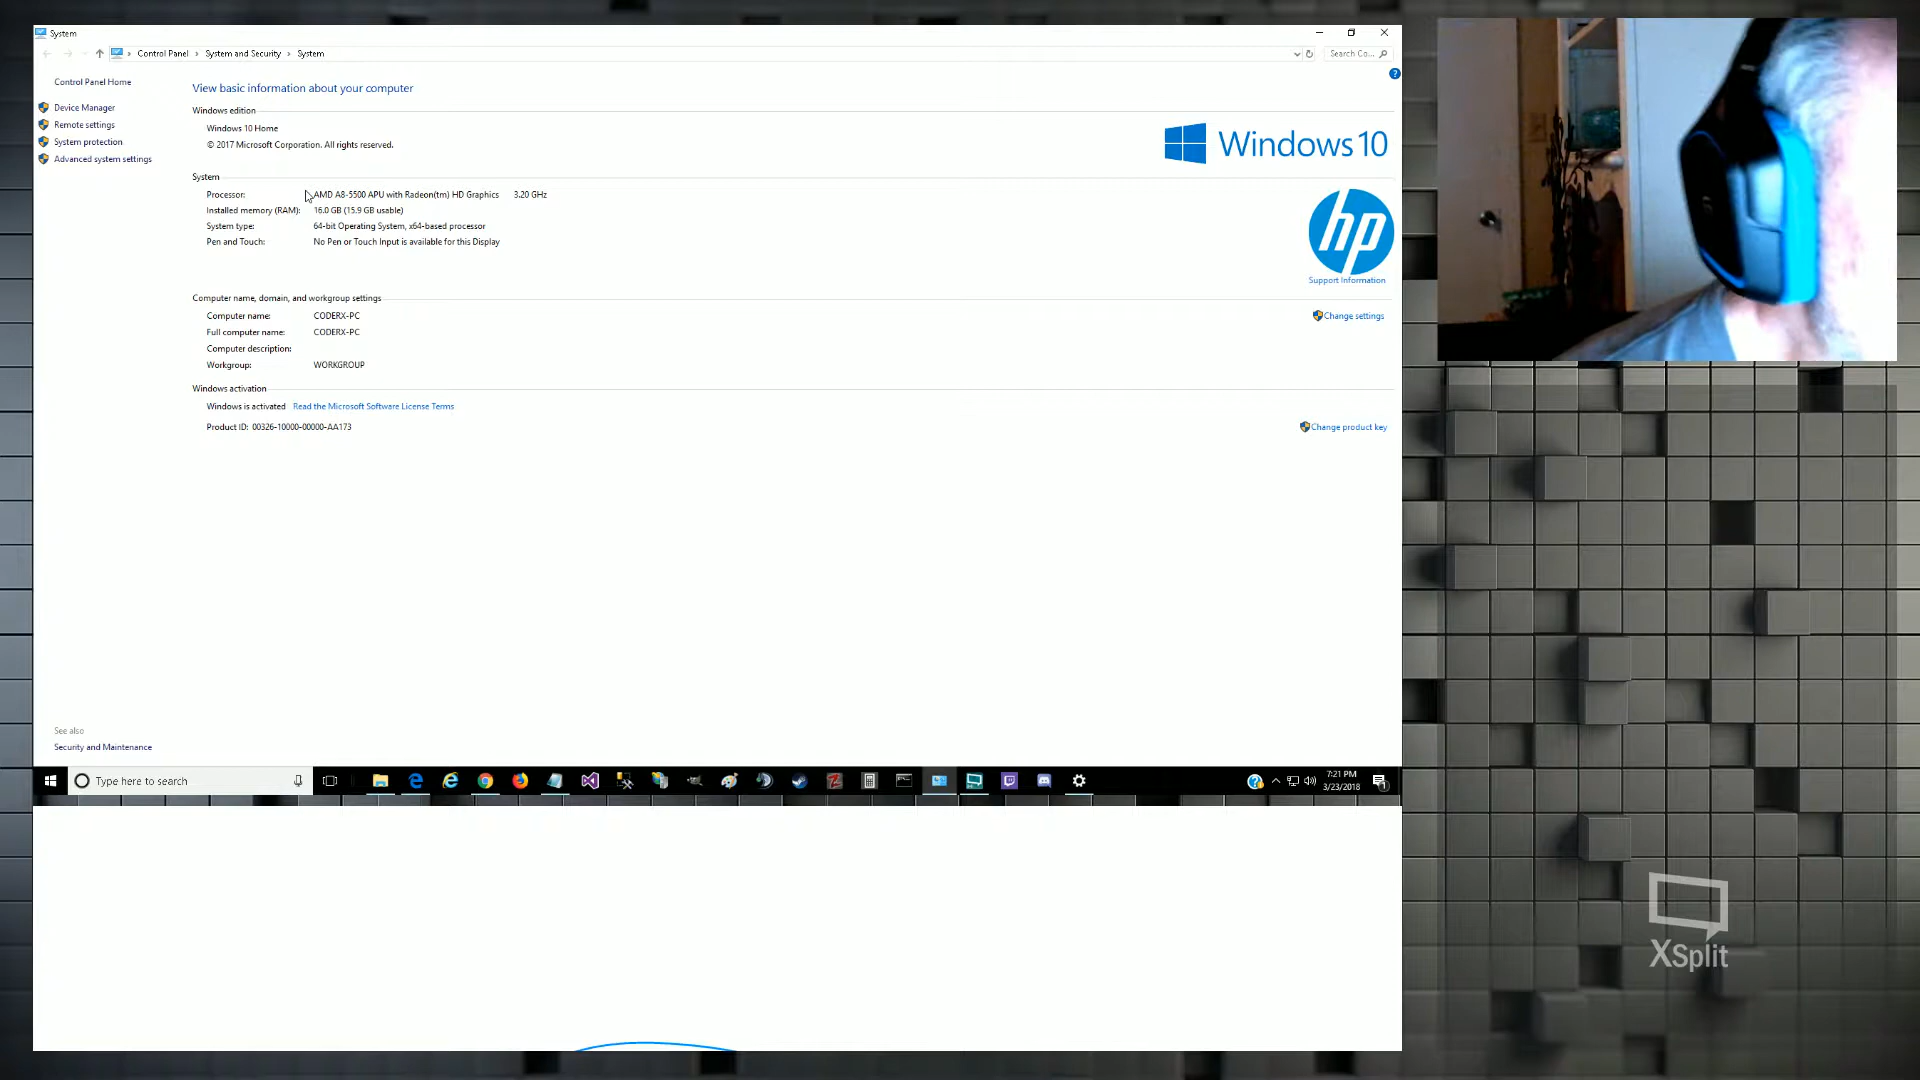 System
Control Panel > System and Security > System
Search Co...
Control Panel Home
Device Manager
Remote settings
System protection
Advanced system settings
View basic information about your computer
Windows edition
Windows 10 Home
© 2017 Microsoft Corporation. All rights reserved.
Windows 10
System
Processor: AMD A8-5500 APU with Radeon(tm) HD Graphics 3.20 GHz
Installed memory (RAM): 16.0 GB (15.9 GB usable)
System type: 64-bit Operating System, x64-based processor
Pen and Touch: No Pen or Touch Input is available for this Display
hp
Support Information
Computer name, domain, and workgroup settings
Computer name: CODERX-PC
Change settings
Full computer name: CODERX-PC
Computer description:
Workgroup: WORKGROUP
Windows activation
Windows is activated Read the Microsoft Software License Terms
Product ID: 00326-10000-00000-AA173
Change product key
See also
Security and Maintenance
Type here to search
7:21 PM
3/23/2018
XSplit